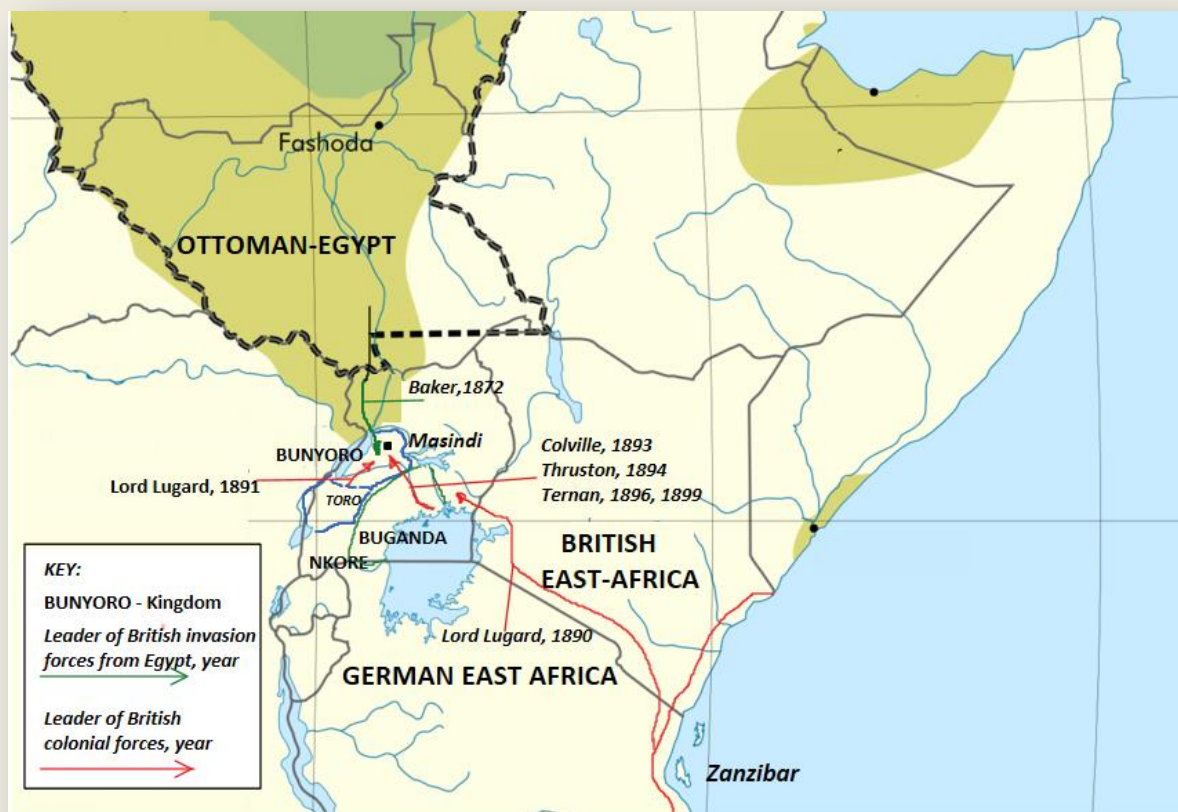 Fashoda
OTTOMAN-EGYPT
Baker,1872
Masindi
BUNYORO
Colville, 1893
Thruston, 1894
Ternan, 1896, 1899
Lord Lugard, 1891
TORO
BUGANDA
NKORE
BRITISH
EAST-AFRICA
Lord Lugard, 1890
GERMAN EAST AFRICA
Zanzibar
KEY:
BUNYORO - Kingdom
Leader of British invasion
forces from Egypt, year
Leader of British
colonial forces, year